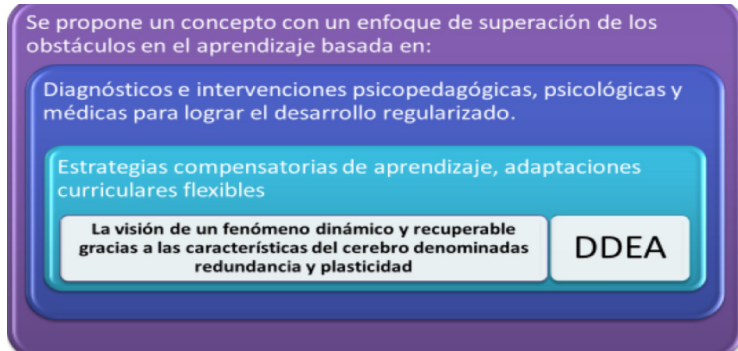 Se propone un concepto con un enfoque de superación de los
obstáculos en el aprendizaje basada en:
Diagnósticos e intervenciones psicopedagógicas, psicológicas y
médicas para lograr el desarrollo regularizado.
Estrategias compensatorias de aprendizaje, adaptaciones
curriculares flexibles
La visión de un fenómeno dinámico y recuperable
gracias a las características del cerebro denominadas
redundancia y plasticidad
DDEA